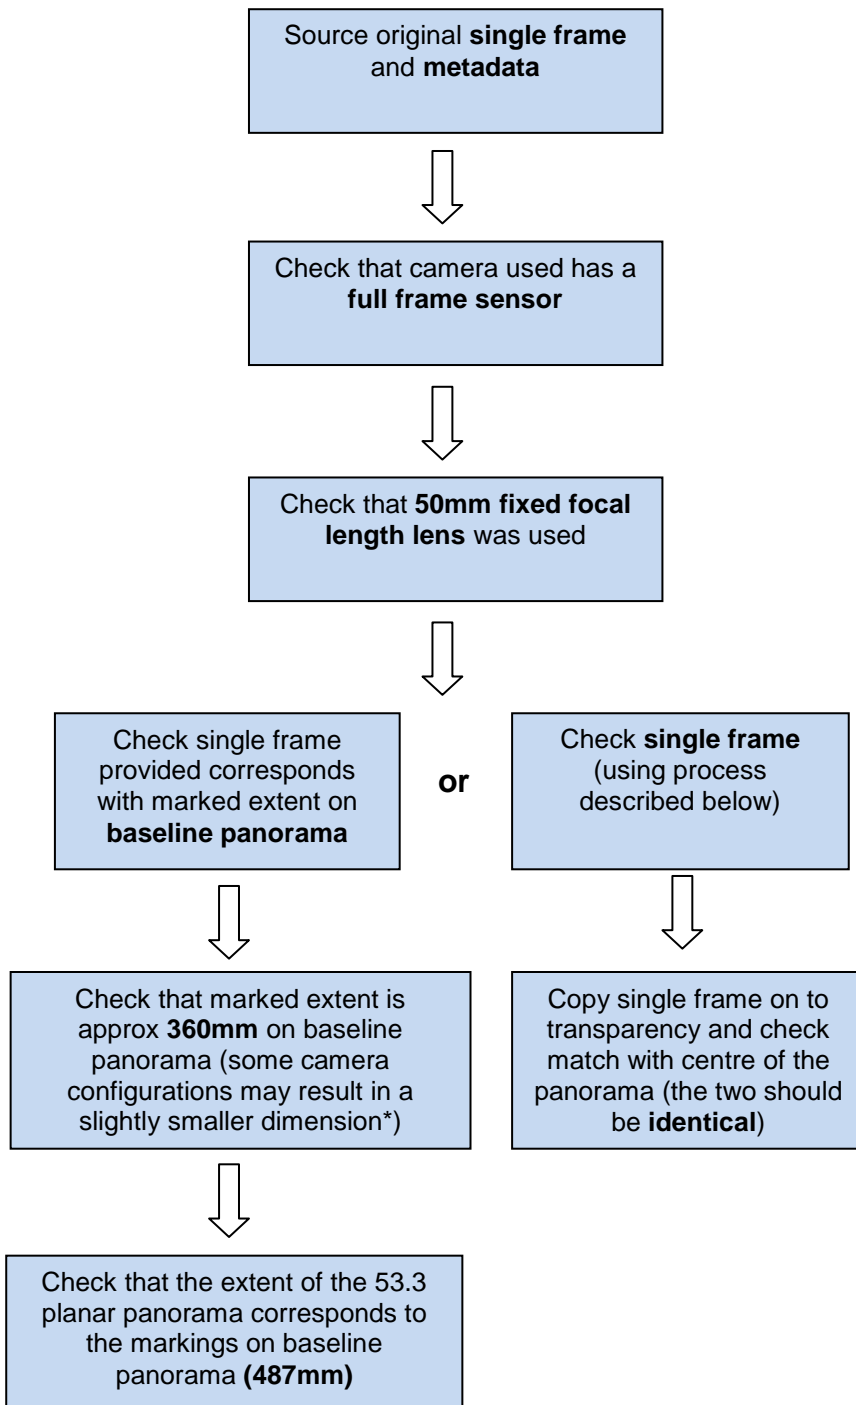 Source original single frame
and metadata
Check that camera used has a
full frame sensor
Check that 50mm fixed focal
length lens was used
Check single frame
provided corresponds
with marked extent on
baseline panorama
or
Check single frame
(using process
described below)
Check that marked extent is
approx 360mm on baseline
panorama (some camera
configurations may result in a
slightly smaller dimension*)
Copy single frame on to
transparency and check
match with centre of the
panorama (the two should
be identical)
Check that the extent of the 53.3
planar panorama corresponds to
the markings on baseline
panorama (487mm)